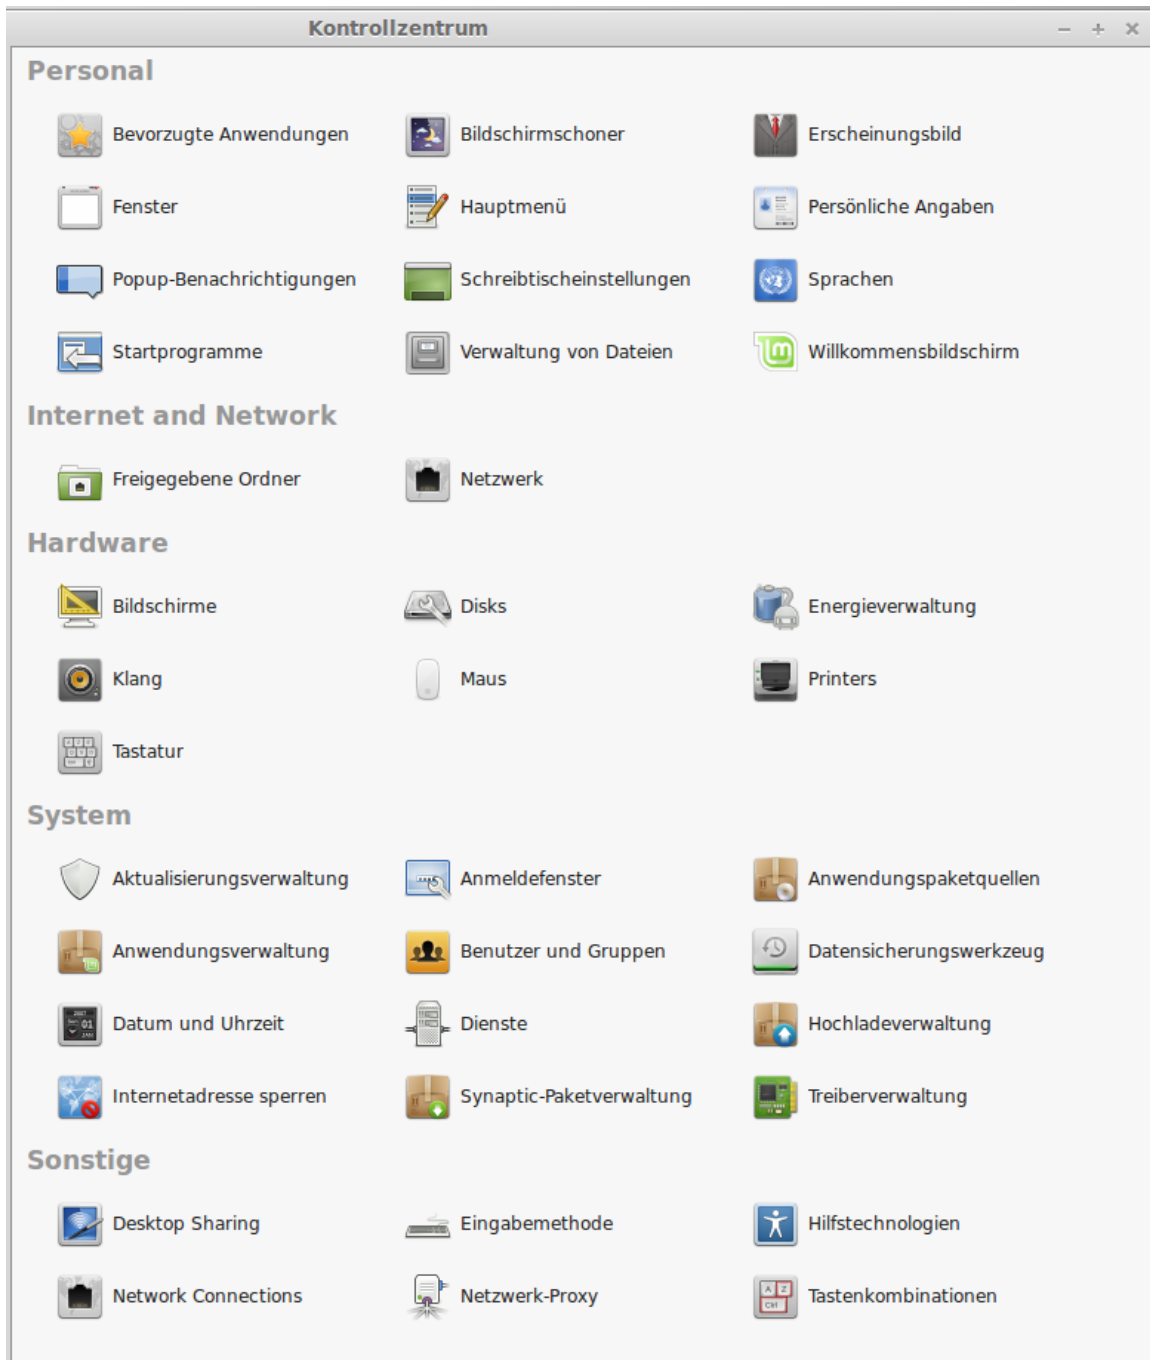 Kontrollzentrum
Personal
Bevorzugte Anwendungen
Bildschirmschoner
Erscheinungsbild
Fenster
Hauptmenü
Persönliche Angaben
Popup-Benachrichtigungen
Schreibtischeinstellungen
Sprachen
Startprogramme
Verwaltung von Dateien
Willkommensbildschirm
Internet and Network
Freigegebene Ordner
Netzwerk
Hardware
Bildschirme
Disks
Energieverwaltung
Klang
Maus
Printers
Tastatur
System
Aktualisierungsverwaltung
Anmeldefenster
Anwendungspaketquellen
Anwendungsverwaltung
Benutzer und Gruppen
Datensicherungswerkzeug
Datum und Uhrzeit
Dienste
Hochladeverwaltung
Internetadresse sperren
Synaptic-Paketverwaltung
Treiberverwaltung
Sonstige
Desktop Sharing
Eingabemethode
Hilfstechnologien
Network Connections
Netzwerk-Proxy
Tastenkombinationen